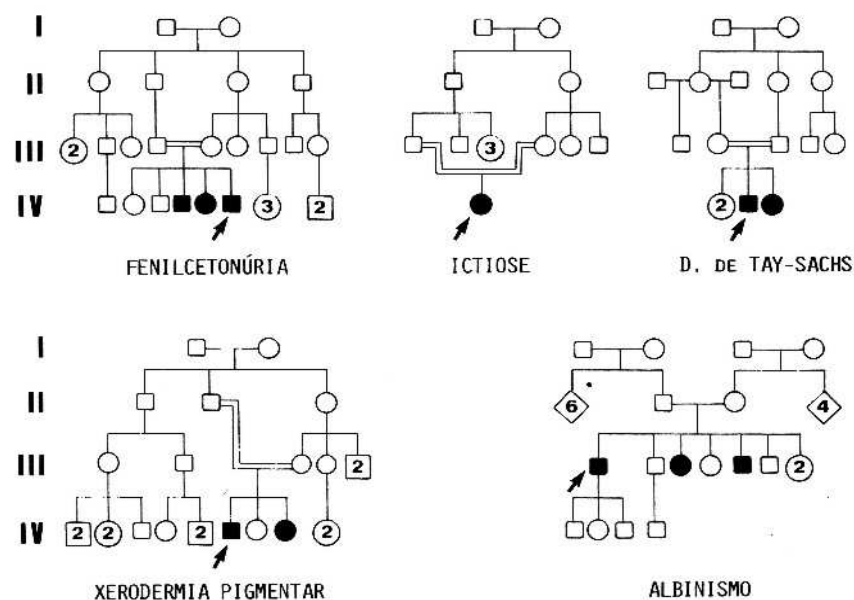 I
II
2
III
3
IV
3
2
2
FENILCETONÚRIA
ICTIOSE
D. DE TAY-SACHS
I
II
6
4
III
2
2
IV
2
2
2
2
XERODERMIA PIGMENTAR
ALBINISMO